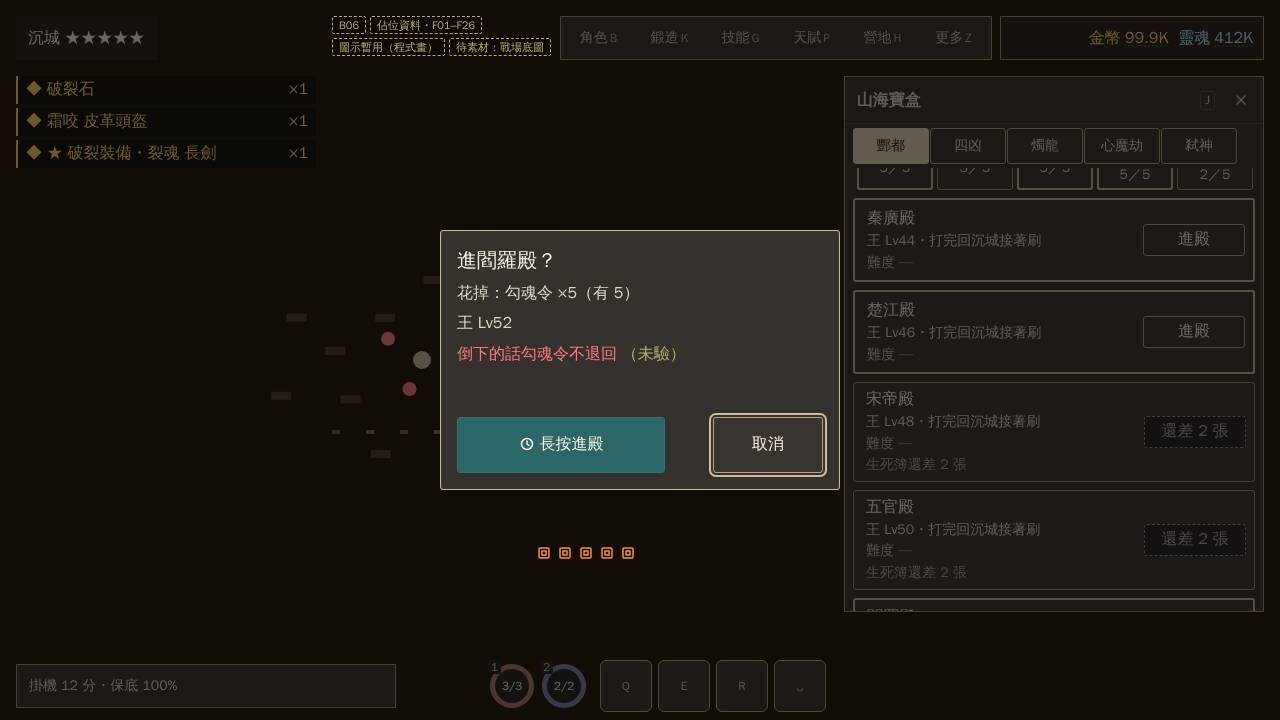 沉城 ★★★★★
B06 佔位資料・F01–F26
圖示暫用（程式畫） 待素材：戰場底圖
角色B 鍛造K 技能G 天賦P 營地H 更多Z
金幣 99.9K 靈魂 412K
◆ 破裂石 ×1
◆ 霜咬 皮革頭盔 ×1
◆ ★ 破裂裝備・裂魂 長劍 ×1
山海寶盒 J ✕
酆都 四凶 燭龍 心魔劫 弒神
5／5 5／5 5／5 5／5 2／5
秦廣殿
王 Lv44・打完回沉城接著刷
難度 —
進殿
楚江殿
王 Lv46・打完回沉城接著刷
難度 —
進殿
宋帝殿
王 Lv48・打完回沉城接著刷
難度 —
生死簿還差 2 張
還差 2 張
五官殿
王 Lv50・打完回沉城接著刷
難度 —
生死簿還差 2 張
還差 2 張
進閻羅殿？
花掉：勾魂令 ×5（有 5）
王 Lv52
倒下的話勾魂令不退回 （未驗）
長按進殿
取消
掛機 12 分・保底 100%
1 3/3
2 2/2
Q E R ␣